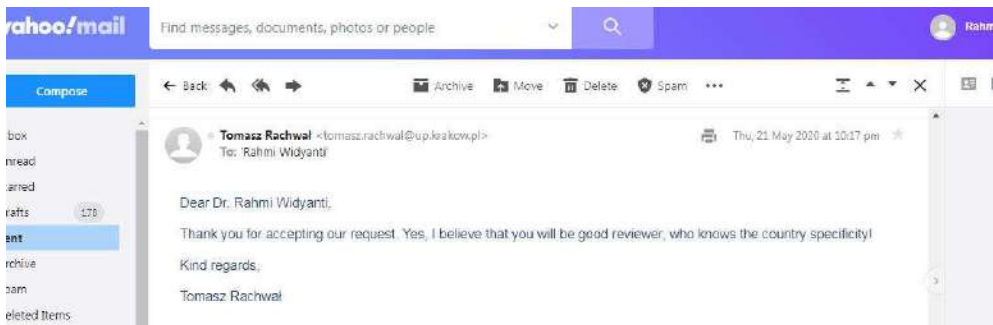 yahoo!mail
Find messages, documents, photos or people
Rahm
Compose
Back
Archive
Move
Delete
Spam
box
nread
arred
rafts
178
ent
rchive
pam
eleted Items
Tomasz Rachwał <tomasz.rachwal@up.krakow.pl>
To: 'Rahmi Widyanti'
Thu, 21 May 2020 at 10:17 pm
Dear Dr. Rahmi Widyanti,
Thank you for accepting our request. Yes, I believe that you will be good reviewer, who knows the country specificity!
Kind regards,
Tomasz Rachwał